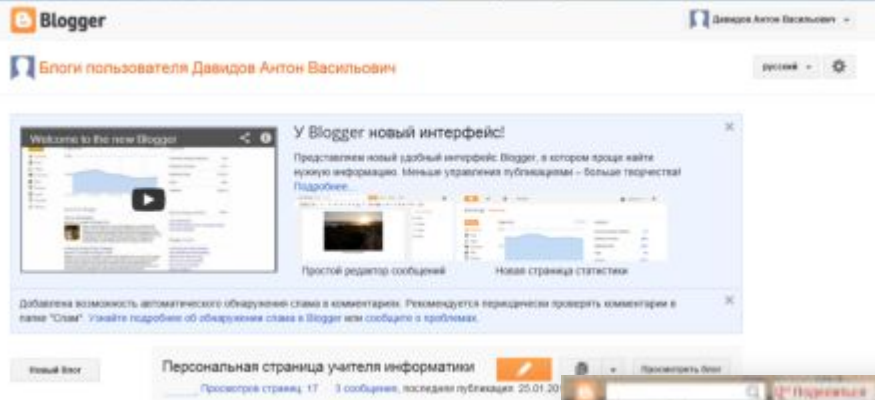 Blogger
Давидов Антон Васильович
Блоги пользователя Давидов Антон Васильович
русский
Welcome to the new Blogger
У Blogger новый интерфейс!
Представляем новый удобный интерфейс Blogger, в котором проще найти
нужную информацию. Меньше управления публикациями – больше творчества!
Подробнее...
Простой редактор сообщений
Новая страница статистики
Добавлена возможность автоматического обнаружения спама в комментариях. Рекомендуется периодически проверять комментарии в
папке "Спам". Узнайте подробнее об обнаружении спама в Blogger или сообщите о проблемах.
Новый блог
Персональная страница учителя информатики
Просмотреть блог
Просмотров страниц: 17 3 сообщения, последняя публикация: 25.01.20
Поделиться